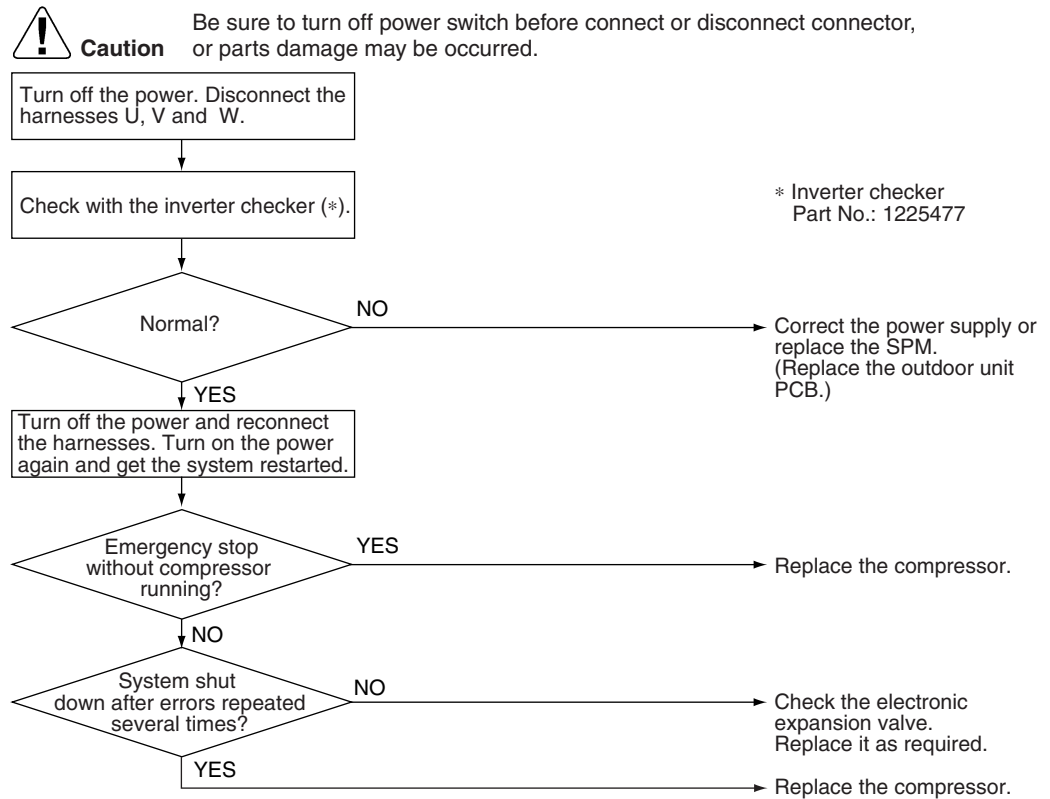 Be sure to turn off power switch before connect or disconnect connector,
Caution or parts damage may be occurred.
Turn off the power. Disconnect the
harnesses U, V and W.
Check with the inverter checker (*).
* Inverter checker
Part No.: 1225477
Normal?
NO
Correct the power supply or
replace the SPM.
(Replace the outdoor unit
PCB.)
YES
Turn off the power and reconnect
the harnesses. Turn on the power
again and get the system restarted.
Emergency stop
without compressor
running?
YES
Replace the compressor.
NO
System shut
down after errors repeated
several times?
NO
Check the electronic
expansion valve.
Replace it as required.
YES
Replace the compressor.